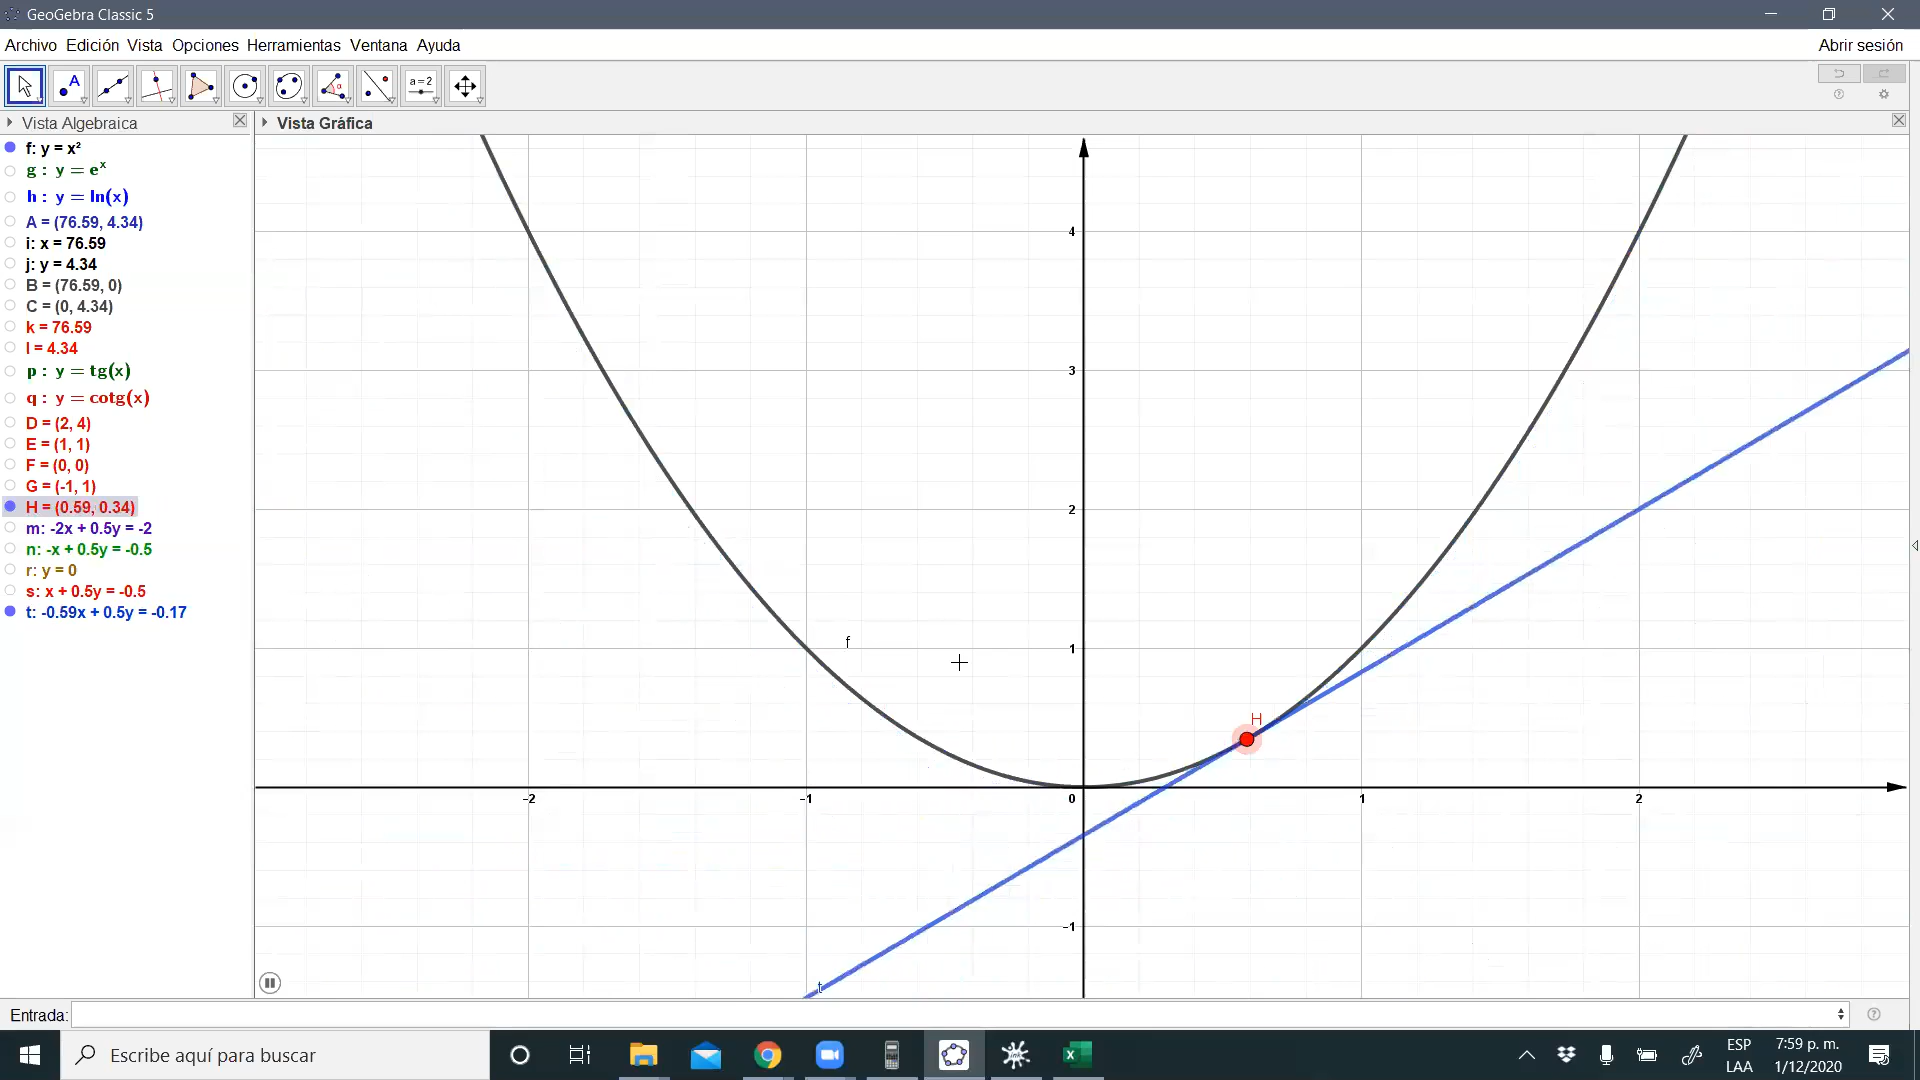 GeoGebra Classic 5
Archivo Edición Vista Opciones Herramientas Ventana Ayuda
Abrir sesión
A
a=2
Vista Algebraica
Vista Gráfica
f: y = x²
g : y = eˣ
h : y = ln(x)
A = (76.59, 4.34)
i: x = 76.59
j: y = 4.34
B = (76.59, 0)
C = (0, 4.34)
k = 76.59
l = 4.34
p : y = tg(x)
q : y = cotg(x)
D = (2, 4)
E = (1, 1)
F = (0, 0)
G = (-1, 1)
H = (0.59, 0.34)
m: -2x + 0.5y = -2
n: -x + 0.5y = -0.5
r: y = 0
s: x + 0.5y = -0.5
t: -0.59x + 0.5y = -0.17
4
3
2
f
1
H
-2 -1 0 1 2
-1
t
Entrada:
Escribe aquí para buscar
ESP
LAA
7:59 p. m.
1/12/2020